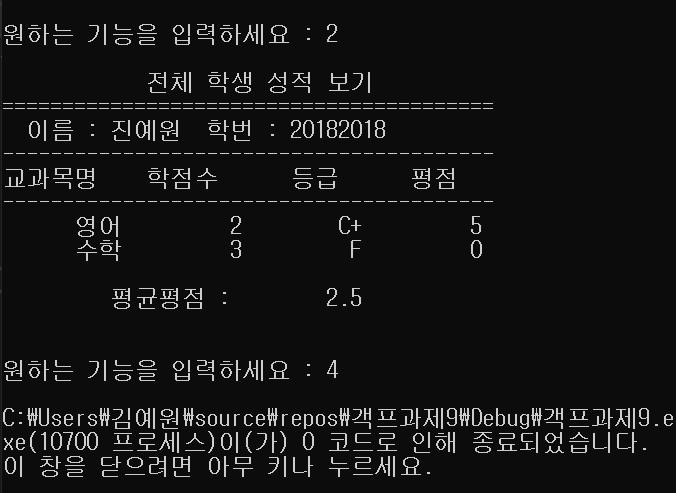 원하는 기능을 입력하세요 : 2
전체 학생 성적 보기
=========================================
이름 : 진예원 학번 : 20182018
-----------------------------------------
교과목명 학점수 등급 평점
-----------------------------------------
영어 2 C+ 5
수학 3 F 0
평균평점 : 2.5
원하는 기능을 입력하세요 : 4
C:₩Users₩김예원₩source₩repos₩객프과제9₩Debug₩객프과제9.e
xe(10700 프로세스)이(가) 0 코드로 인해 종료되었습니다.
이 창을 닫으려면 아무 키나 누르세요.